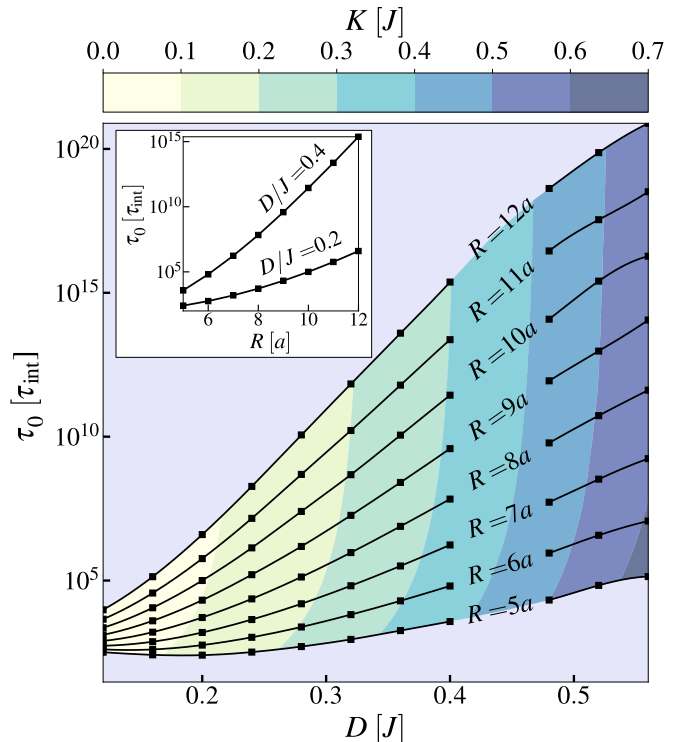 K [J]
0.0 0.1 0.2 0.3 0.4 0.5 0.6 0.7
10^20
10^15
10^10
10^5
τ_0 [τ_int]
10^15
10^10
10^5
τ_0 [τ_int]
D/J=0.4
D/J=0.2
6 8 10 12
R [a]
R=12a
R=11a
R=10a
R=9a
R=8a
R=7a
R=6a
R=5a
0.2 0.3 0.4 0.5
D [J]